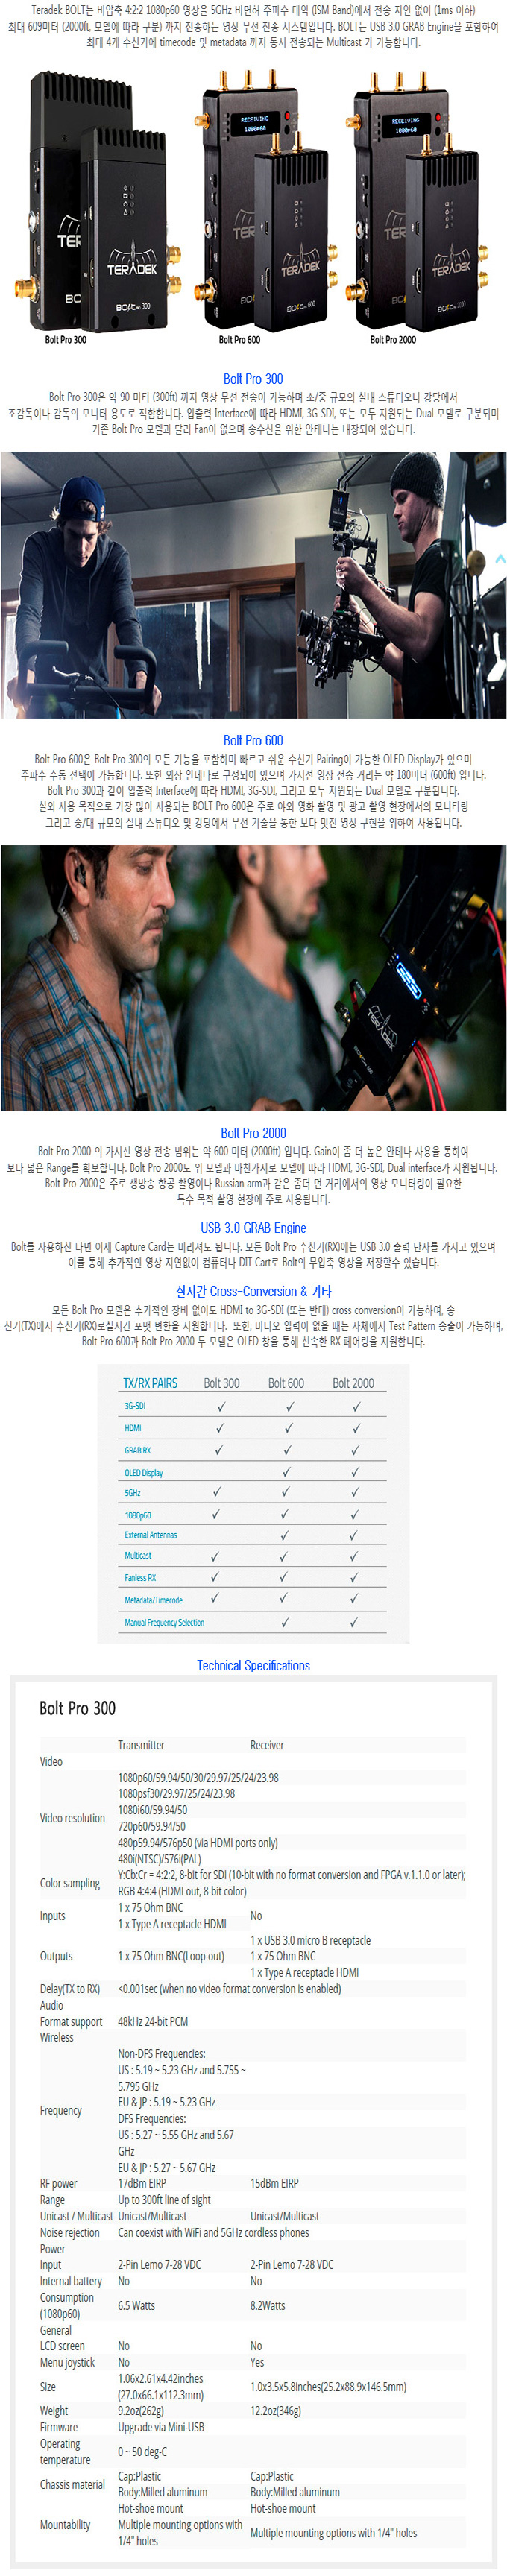 Teradek BOLT는 비압축 4:2:2 1080p60 영상을 5GHz 비면허 주파수 대역 (ISM Band)에서 전송 지연 없이 (1ms 이하)
최대 609미터 (2000ft, 모델에 따라 구분) 까지 전송하는 영상 무선 전송 시스템입니다. BOLT는 USB 3.0 GRAB Engine을 포함하여
최대 4개 수신기에 timecode 및 metadata 까지 동시 전송되는 Multicast 가 가능합니다.
RECEIVING
1080p60
RECEIVING
1080p60
TERADEK
TERADEK
TERADEK
Bolt Pro 300
Bolt Pro 600
Bolt Pro 2000
Bolt Pro 300
Bolt Pro 300은 약 90 미터 (300ft) 까지 영상 무선 전송이 가능하며 소/중 규모의 실내 스튜디오나 강당에서
조감독이나 감독의 모니터 용도로 적합합니다. 입출력 Interface에 따라 HDMI, 3G-SDI, 또는 모두 지원되는 Dual 모델로 구분되며
기존 Bolt Pro 모델과 달리 Fan이 없으며 송수신을 위한 안테나는 내장되어 있습니다.
Bolt Pro 600
Bolt Pro 600은 Bolt Pro 300의 모든 기능을 포함하며 빠르고 쉬운 수신기 Pairing이 가능한 OLED Display가 있으며
주파수 수동 선택이 가능합니다. 또한 외장 안테나로 구성되어 있으며 가시선 영상 전송 거리는 약 180미터 (600ft) 입니다.
Bolt Pro 300과 같이 입출력 Interface에 따라 HDMI, 3G-SDI, 그리고 모두 지원되는 Dual 모델로 구분됩니다.
실외 사용 목적으로 가장 많이 사용되는 BOLT Pro 600은 주로 야외 영화 촬영 및 광고 촬영 현장에서의 모니터링
그리고 중/대 규모의 실내 스튜디오 및 강당에서 무선 기술을 통한 보다 멋진 영상 구현을 위하여 사용됩니다.
TERADEK
Bolt Pro 2000
Bolt Pro 2000 의 가시선 영상 전송 범위는 약 600 미터 (2000ft) 입니다. Gain이 좀 더 높은 안테나 사용을 통하여
보다 넓은 Range를 확보합니다. Bolt Pro 2000도 위 모델과 마찬가지로 모델에 따라 HDMI, 3G-SDI, Dual interface가 지원됩니다.
Bolt Pro 2000은 주로 생방송 항공 촬영이나 Russian arm과 같은 좀더 먼 거리에서의 영상 모니터링이 필요한
특수 목적 촬영 현장에 주로 사용됩니다.
USB 3.0 GRAB Engine
Bolt를 사용하신 다면 이제 Capture Card는 버리셔도 됩니다. 모든 Bolt Pro 수신기(RX)에는 USB 3.0 출력 단자를 가지고 있으며
이를 통해 추가적인 영상 지연없이 컴퓨터나 DIT Cart로 Bolt의 무압축 영상을 저장할수 있습니다.
실시간 Cross-Conversion & 기타
모든 Bolt Pro 모델은 추가적인 장비 없이도 HDMI to 3G-SDI (또는 반대) cross conversion이 가능하여, 송
신기(TX)에서 수신기(RX)로실시간 포맷 변환을 지원합니다. 또한, 비디오 입력이 없을 때는 자체에서 Test Pattern 송출이 가능하며,
Bolt Pro 600과 Bolt Pro 2000 두 모델은 OLED 창을 통해 신속한 RX 페어링을 지원합니다.
TX/RX PAIRS Bolt 300 Bolt 600 Bolt 2000
3G-SDI ✓ ✓ ✓
HDMI ✓ ✓ ✓
GRAB RX ✓ ✓ ✓
OLED Display ✓ ✓
5GHz ✓ ✓ ✓
1080p60 ✓ ✓ ✓
External Antennas ✓ ✓
Multicast ✓ ✓ ✓
Fanless RX ✓ ✓ ✓
Metadata/Timecode ✓ ✓ ✓
Manual Frequency Selection ✓ ✓
Technical Specifications
Bolt Pro 300
Transmitter Receiver
Video
Video resolution
1080p60/59.94/50/30/29.97/25/24/23.98
1080psf30/29.97/25/24/23.98
1080i60/59.94/50
720p60/59.94/50
480p59.94/576p50 (via HDMI ports only)
480i(NTSC)/576i(PAL)
Color sampling
Y:Cb:Cr = 4:2:2, 8-bit for SDI (10-bit with no format conversion and FPGA v.1.1.0 or later);
RGB 4:4:4 (HDMI out, 8-bit color)
Inputs
1 x 75 Ohm BNC
1 x Type A receptacle HDMI
No
Outputs
1 x 75 Ohm BNC(Loop-out)
1 x USB 3.0 micro B receptacle
1 x 75 Ohm BNC
1 x Type A receptacle HDMI
Delay(TX to RX) <0.001sec (when no video format conversion is enabled)
Audio
Format support 48kHz 24-bit PCM
Wireless
Frequency
Non-DFS Frequencies:
US : 5.19 ~ 5.23 GHz and 5.755 ~
5.795 GHz
EU & JP : 5.19 ~ 5.23 GHz
DFS Frequencies:
US : 5.27 ~ 5.55 GHz and 5.67
GHz
EU & JP : 5.27 ~ 5.67 GHz
RF power 17dBm EIRP 15dBm EIRP
Range Up to 300ft line of sight
Unicast / Multicast Unicast/Multicast Unicast/Multicast
Noise rejection Can coexist with WiFi and 5GHz cordless phones
Power
Input 2-Pin Lemo 7-28 VDC 2-Pin Lemo 7-28 VDC
Internal battery No No
Consumption
(1080p60)
6.5 Watts 8.2Watts
General
LCD screen No No
Menu joystick No Yes
Size
1.06x2.61x4.42inches
(27.0x66.1x112.3mm)
1.0x3.5x5.8inches(25.2x88.9x146.5mm)
Weight 9.2oz(262g) 12.2oz(346g)
Firmware Upgrade via Mini-USB
Operating
temperature
0 ~ 50 deg-C
Chassis material
Cap:Plastic Cap:Plastic
Body:Milled aluminum Body:Milled aluminum
Mountability
Hot-shoe mount Hot-shoe mount
Multiple mounting options with
1/4" holes
Multiple mounting options with 1/4" holes